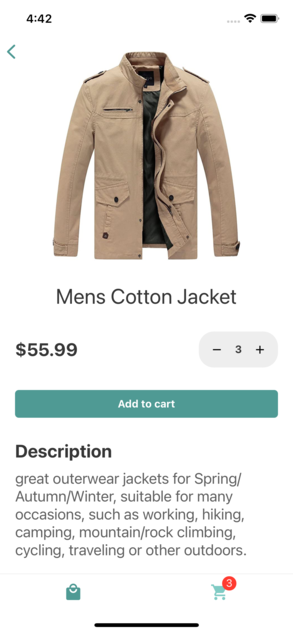 4:42
Mens Cotton Jacket
$55.99
− 3 +
Add to cart
Description
great outerwear jackets for Spring/
Autumn/Winter, suitable for many
occasions, such as working, hiking,
camping, mountain/rock climbing,
cycling, traveling or other outdoors.
3